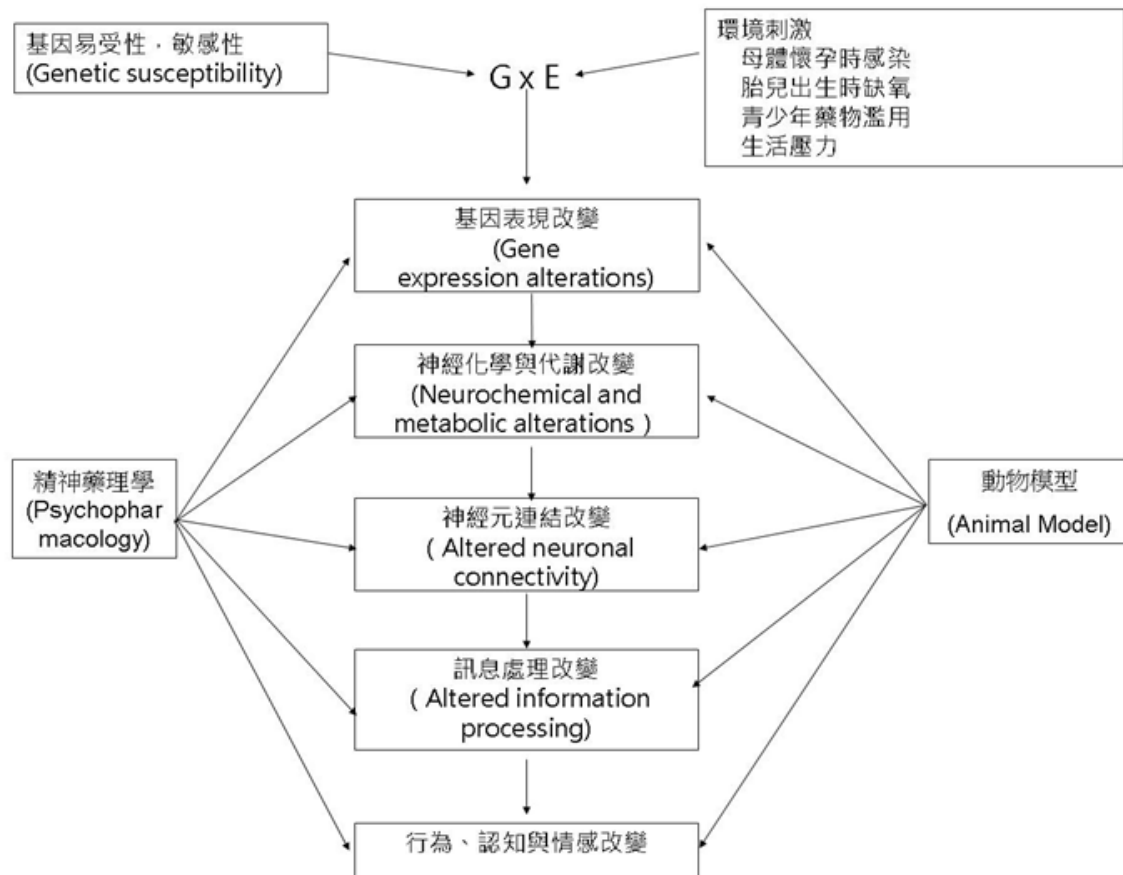 基因易受性，敏感性
(Genetic susceptibility)
G x E
環境刺激
母體懷孕時感染
胎兒出生時缺氧
青少年藥物濫用
生活壓力
基因表現改變
(Gene
expression alterations)
神經化學與代謝改變
(Neurochemical and
metabolic alterations )
精神藥理學
(Psychophar
macology)
神經元連結改變
( Altered neuronal
connectivity)
動物模型
(Animal Model)
訊息處理改變
( Altered information
processing)
行為、認知與情感改變